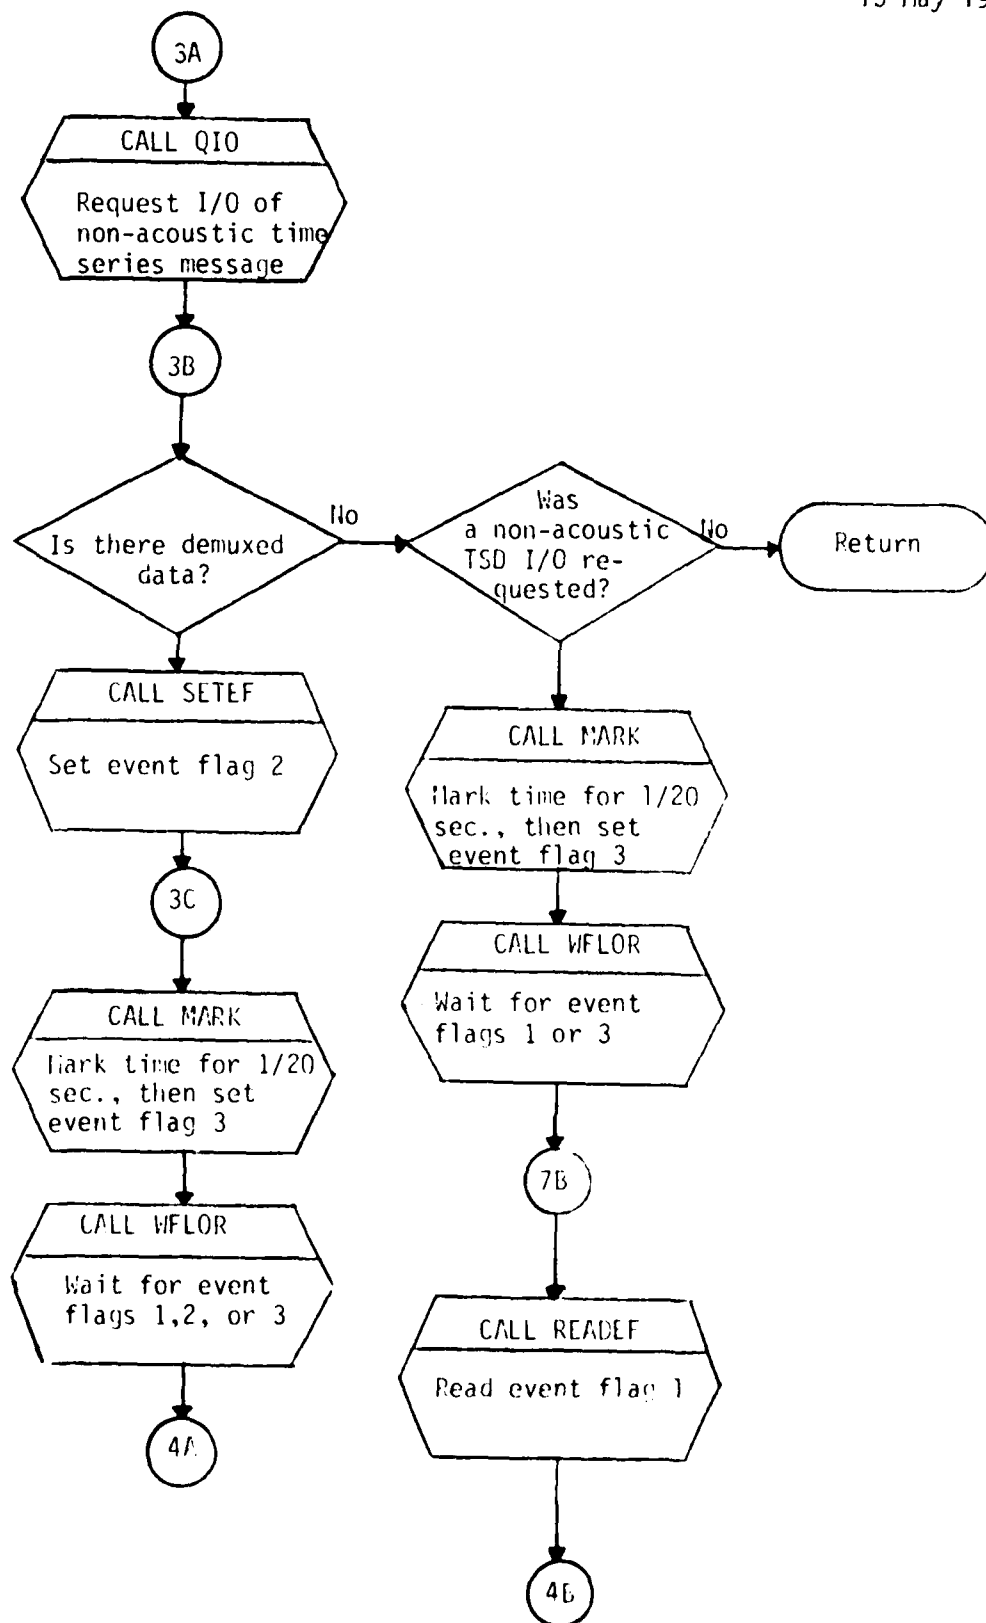 15 May 19
3A
CALL QIO
Request I/O of
non-acoustic time
series message
3B
Is there demuxed
data?
No
Was
a non-acoustic
TSD I/O re-
quested?
No
Return
CALL SETEF
Set event flag 2
3C
CALL MARK
Mark time for 1/20
sec., then set
event flag 3
CALL WFLOR
Wait for event
flags 1,2, or 3
4A
CALL MARK
Mark time for 1/20
sec., then set
event flag 3
CALL WFLOR
Wait for event
flags 1 or 3
7B
CALL READEF
Read event flag 1
4B